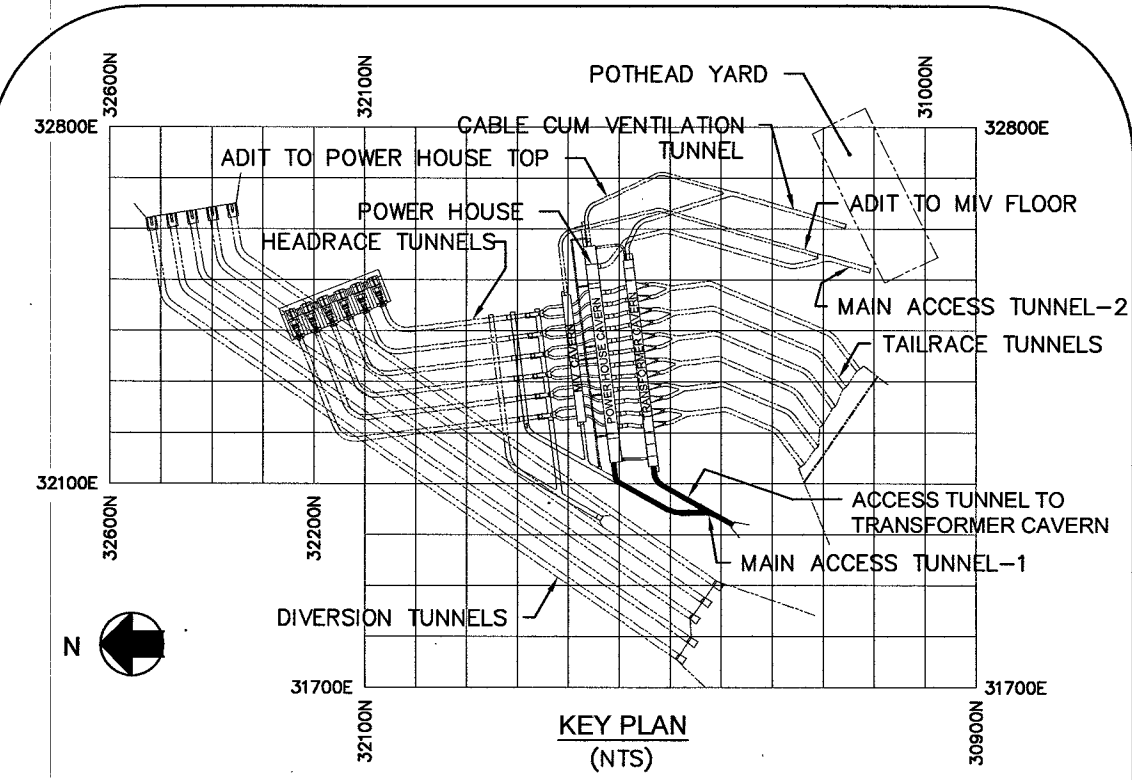 32600N
32100N
31000N
POTHEAD YARD
32800E
32800E
CABLE CUM VENTILATION
TUNNEL
ADIT TO POWER HOUSE TOP
ADIT TO MIV FLOOR
POWER HOUSE
HEADRACE TUNNELS
MAIN ACCESS TUNNEL-2
TAILRACE TUNNELS
CAVERN
POWER HOUSE CAVERN
TRANSFORMER CAVERN
32100E
32100E
ACCESS TUNNEL TO
TRANSFORMER CAVERN
32600N
32200N
MAIN ACCESS TUNNEL-1
DIVERSION TUNNELS
N
31700E
31700E
32100N
30900N
KEY PLAN
(NTS)